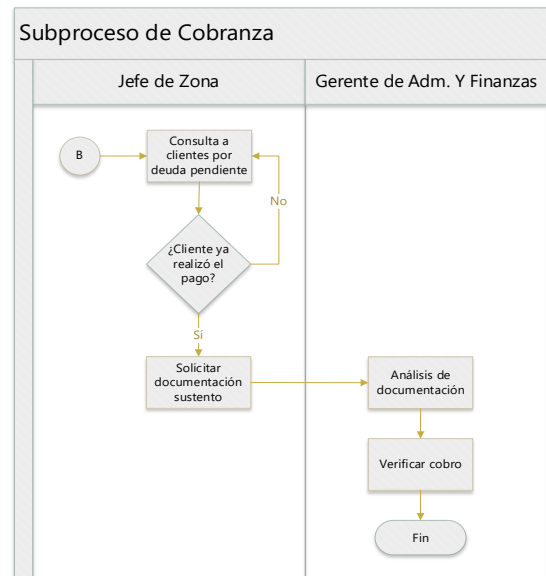 Subproceso de Cobranza
Jefe de Zona
Gerente de Adm. Y Finanzas
B
Consulta a
clientes por
deuda pendiente
No
¿Cliente ya
realizó el
pago?
Sí
Solicitar
documentación
sustento
Análisis de
documentación
Verificar cobro
Fin